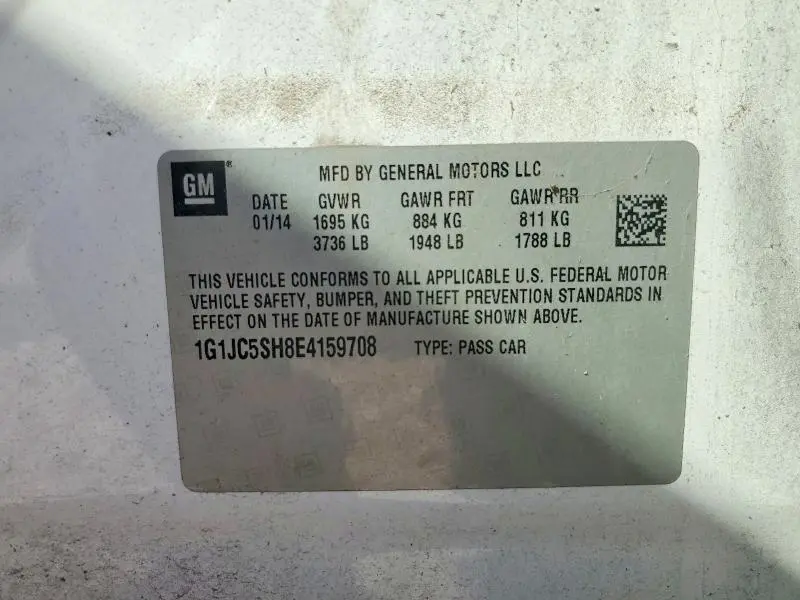 GM®
MFD BY GENERAL MOTORS LLC
DATE GVWR GAWR FRT GAWR RR
01/14 1695 KG 884 KG 811 KG
3736 LB 1948 LB 1788 LB
THIS VEHICLE CONFORMS TO ALL APPLICABLE U.S. FEDERAL MOTOR
VEHICLE SAFETY, BUMPER, AND THEFT PREVENTION STANDARDS IN
EFFECT ON THE DATE OF MANUFACTURE SHOWN ABOVE.
1G1JC5SH8E4159708 TYPE: PASS CAR